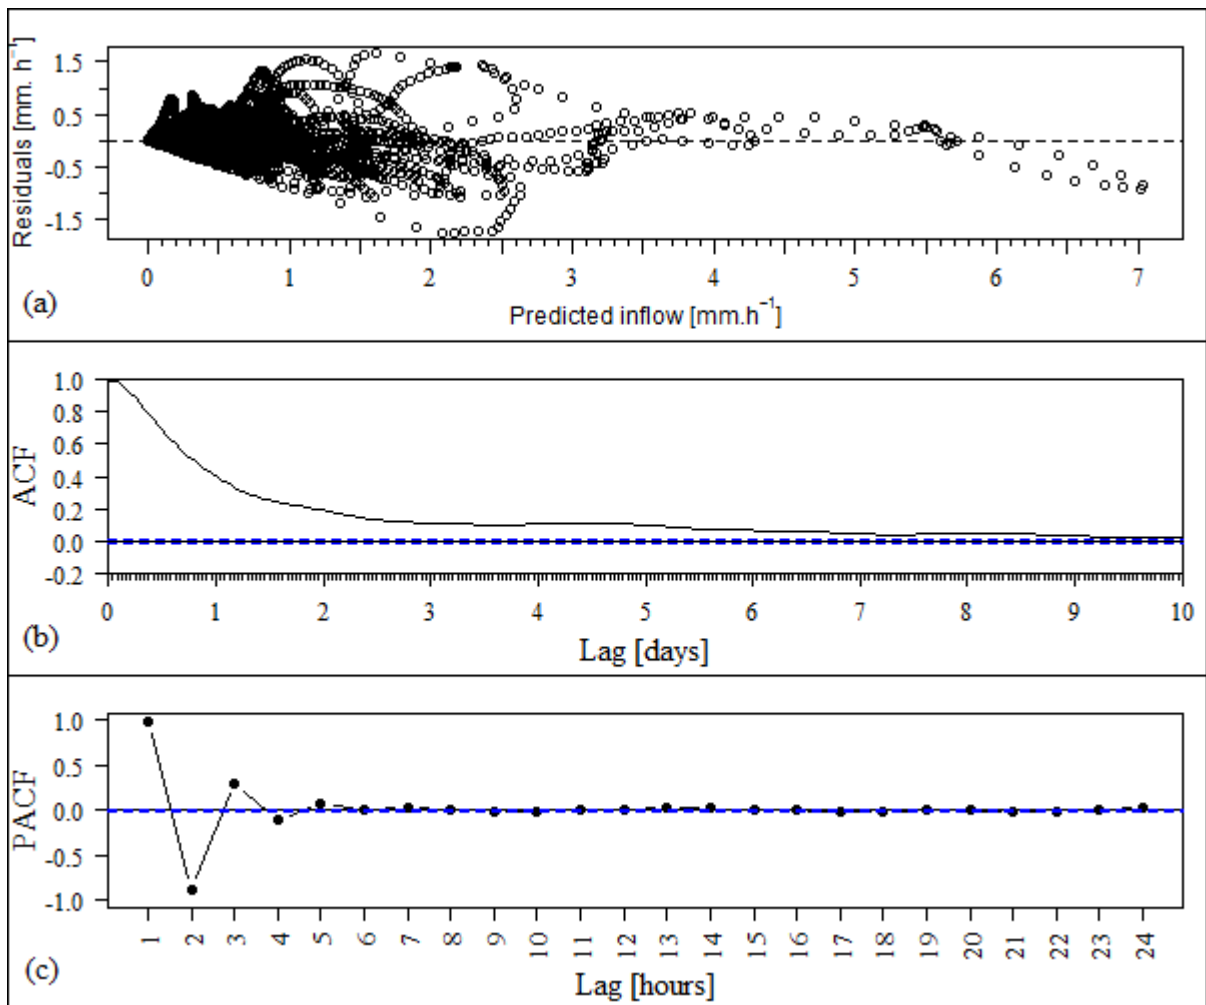 Residuals [mm. h⁻¹]
1.5
0.5
-0.5
-1.5
0 1 2 3 4 5 6 7
(a)
Predicted inflow [mm.h⁻¹]
ACF
1.0
0.8
0.6
0.4
0.2
0.0
-0.2
0 1 2 3 4 5 6 7 8 9 10
(b)
Lag [days]
PACF
1.0
0.5
0.0
-0.5
-1.0
1 2 3 4 5 6 7 8 9 10 11 12 13 14 15 16 17 18 19 20 21 22 23 24
(c)
Lag [hours]